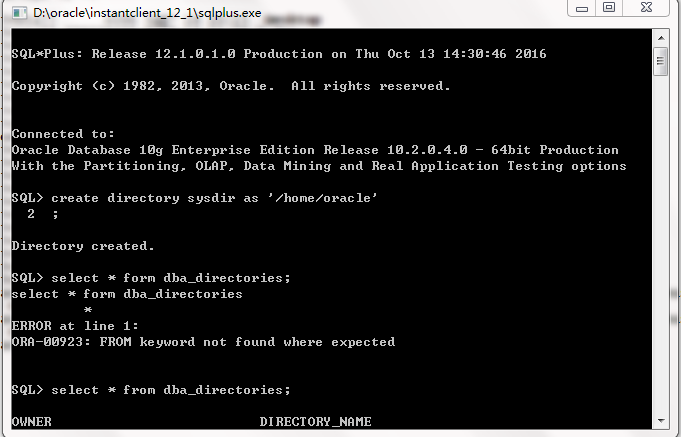 D:\oracle\instantclient_12_1\sqlplus.exe
SQL*Plus: Release 12.1.0.1.0 Production on Thu Oct 13 14:30:46 2016
Copyright (c) 1982, 2013, Oracle.  All rights reserved.
Connected to:
Oracle Database 10g Enterprise Edition Release 10.2.0.4.0 - 64bit Production
With the Partitioning, OLAP, Data Mining and Real Application Testing options
SQL> create directory sysdir as '/home/oracle'
  2  ;
Directory created.
SQL> select * form dba_directories;
select * form dba_directories
         *
ERROR at line 1:
ORA-00923: FROM keyword not found where expected
SQL> select * from dba_directories;
OWNER                          DIRECTORY_NAME